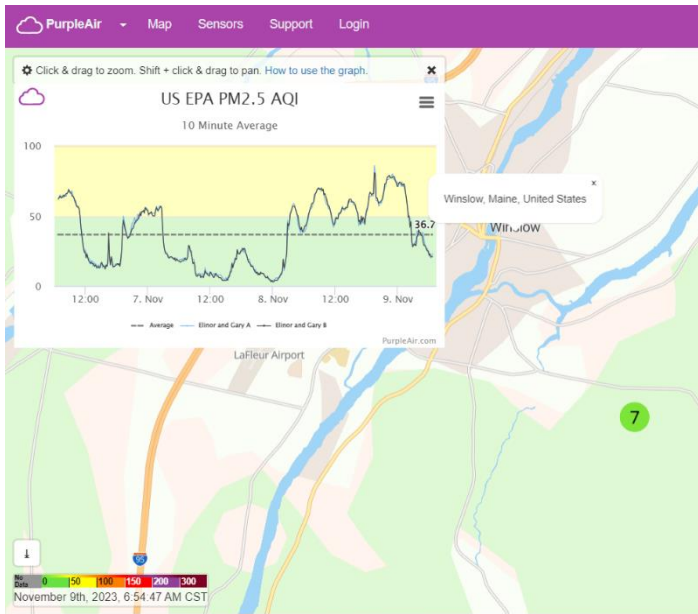 PurpleAir Map Sensors Support Login
Click & drag to zoom. Shift + click & drag to pan. How to use the graph.
US EPA PM2.5 AQI
10 Minute Average
100
50
0
36.7
12:00 7. Nov 12:00 8. Nov 12:00 9. Nov
Average Elinor and Gary A Elinor and Gary B
PurpleAir.com
x
Winslow, Maine, United States
Winslow
LaFleur Airport
7
95
No Data 0 50 100 150 200 300
November 9th, 2023, 6:54:47 AM CST